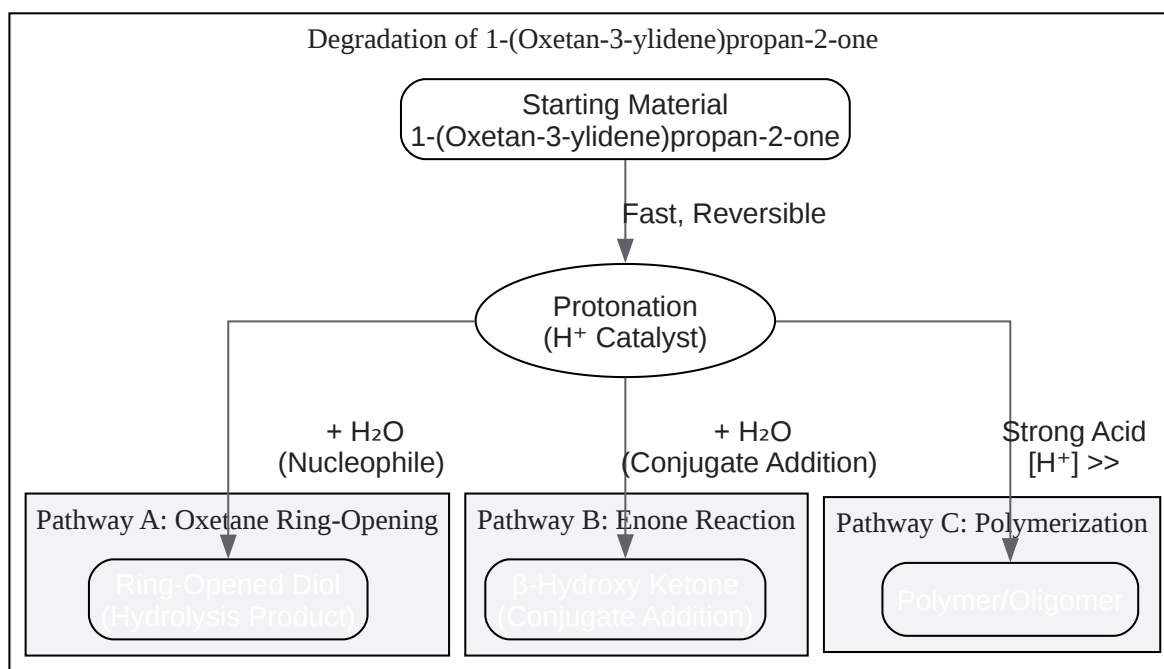 Degradation of 1-(Oxetan-3-ylidene)propan-2-one
Starting Material
1-(Oxetan-3-ylidene)propan-2-one
Fast, Reversible
Protonation
(H⁺ Catalyst)
+ H₂O
(Nucleophile)
+ H₂O
(Conjugate Addition)
Strong Acid
[H⁺] >>
Pathway A: Oxetane Ring-Opening
Ring-Opened Diol
(Hydrolysis Product)
Pathway B: Enone Reaction
β-Hydroxy Ketone
(Conjugate Addition)
Pathway C: Polymerization
Polymer/Oligomer